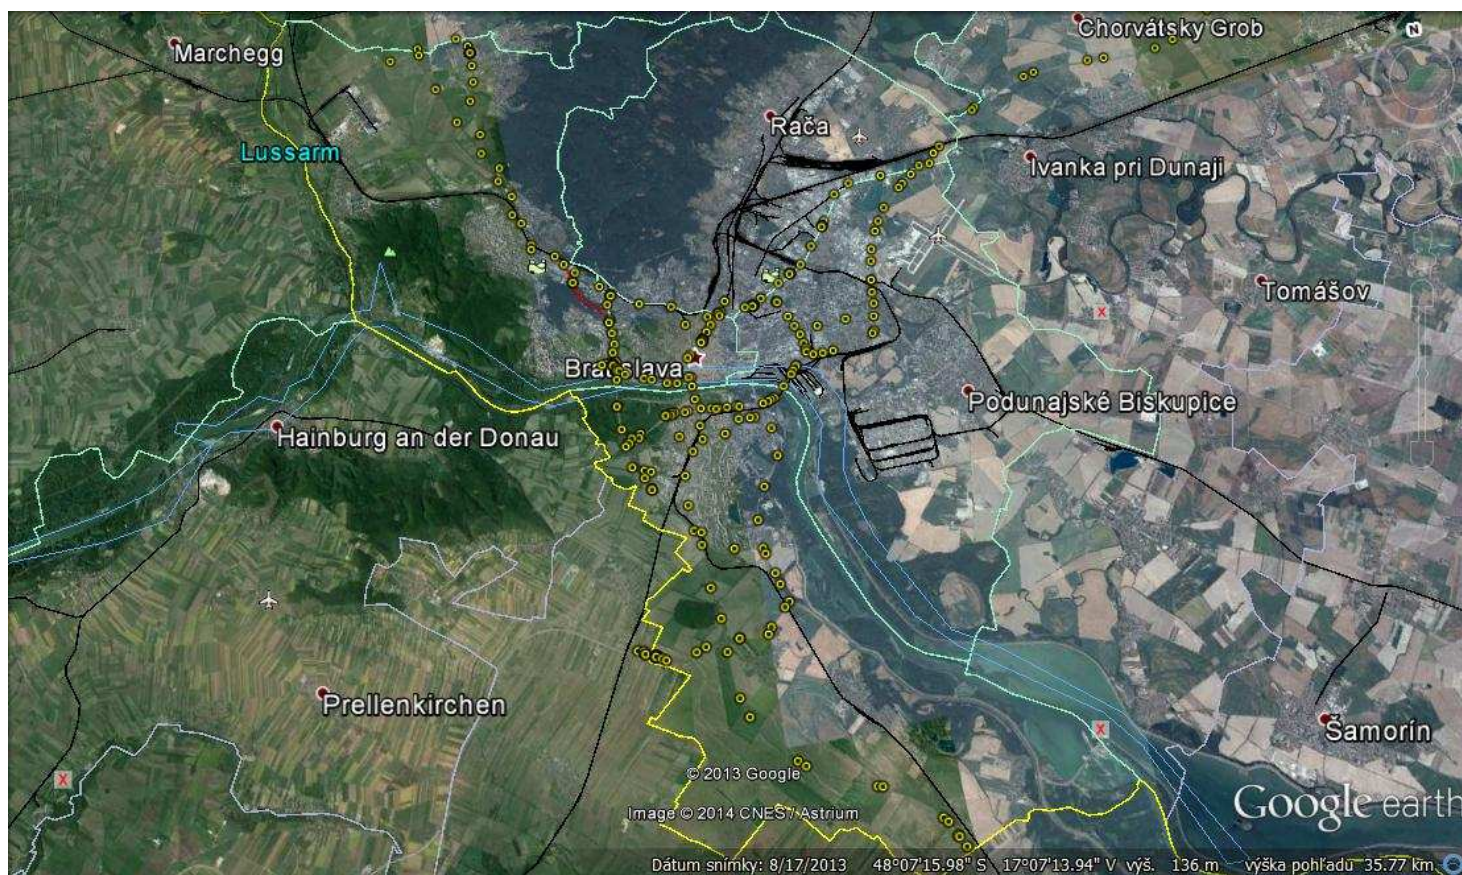 Chorvátsky Grob
N
Marchegg
Rača
Lussarm
Ivanka pri Dunaji
Tomášov
Bratislava
Podunajské Biskupice
Hainburg an der Donau
Prellenkirchen
Šamorín
© 2013 Google
Image © 2014 CNES / Astrium
Google earth
Dátum snímky: 8/17/2013 48°07'15.98" S 17°07'13.94" V výš. 136 m výška pohľadu 35.77 km